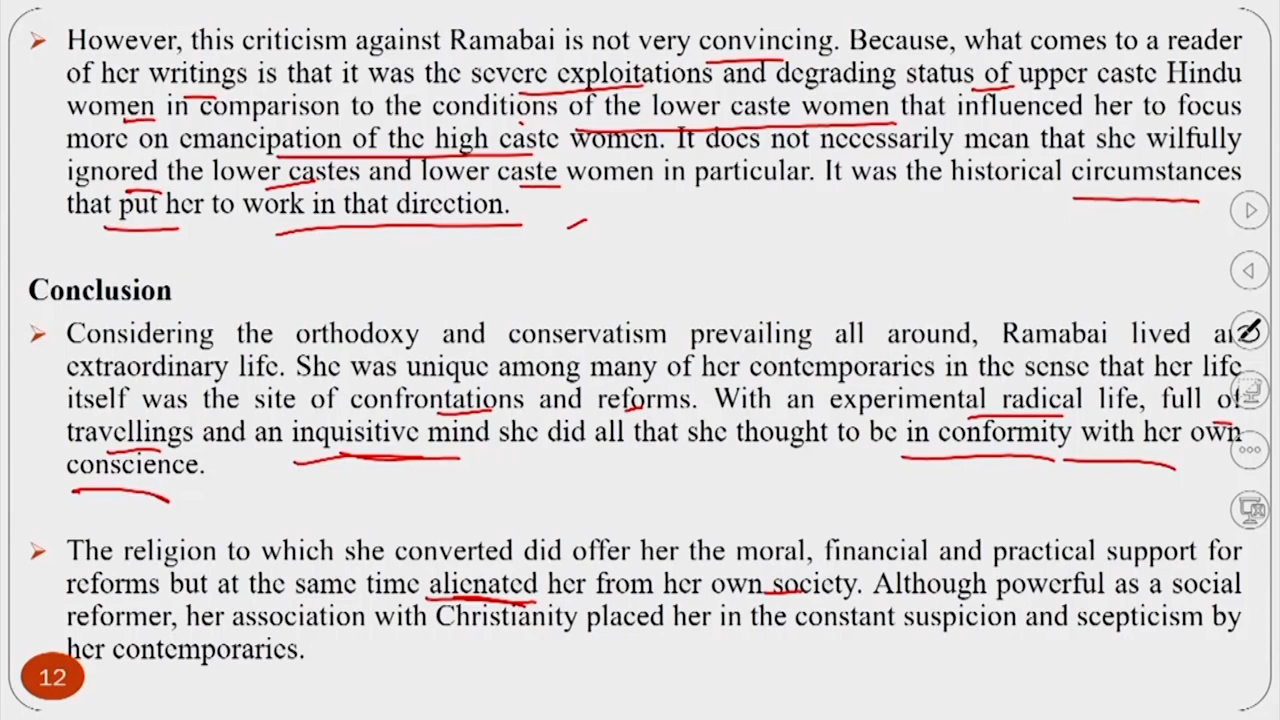 However, this criticism against Ramabai is not very convincing. Because, what comes to a reader
of her writings is that it was the severe exploitations and degrading status of upper caste Hindu
women in comparison to the conditions of the lower caste women that influenced her to focus
more on emancipation of the high caste women. It does not necessarily mean that she wilfully
ignored the lower castes and lower caste women in particular. It was the historical circumstances
that put her to work in that direction.
Conclusion
Considering the orthodoxy and conservatism prevailing all around, Ramabai lived an
extraordinary life. She was unique among many of her contemporaries in the sense that her life
itself was the site of confrontations and reforms. With an experimental radical life, full of
travellings and an inquisitive mind she did all that she thought to be in conformity with her own
conscience.
The religion to which she converted did offer her the moral, financial and practical support for
reforms but at the same time alienated her from her own society. Although powerful as a social
reformer, her association with Christianity placed her in the constant suspicion and scepticism by
her contemporaries.
12